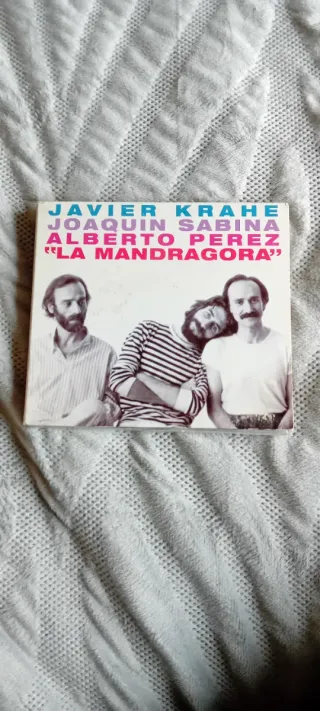 JAVIER KRAHE
JOAQUIN SABINA
ALBERTO PEREZ
“LA MANDRAGORA”